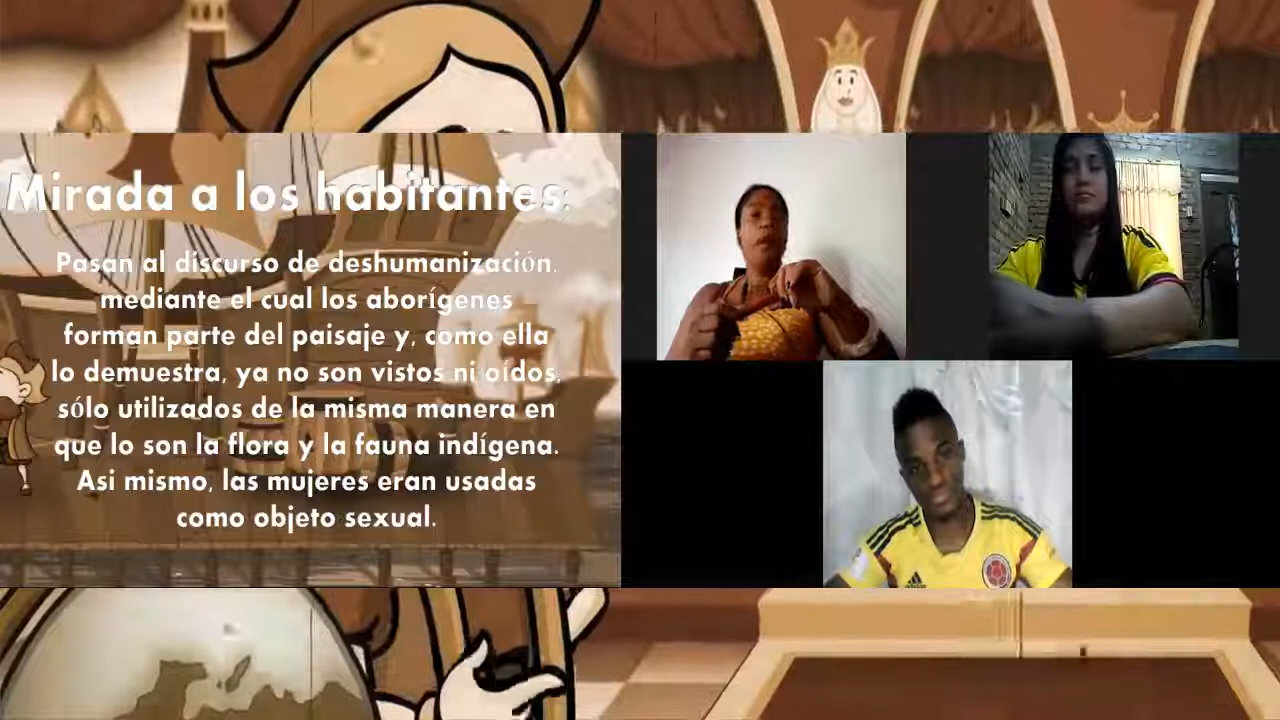 Mirada a los habitantes:
Pasan al discurso de deshumanización.
mediante el cual los aborígenes
forman parte del paisaje y, como ella
lo demuestra, ya no son vistos ni oídos,
sólo utilizados de la misma manera en
que lo son la flora y la fauna indígena.
Asi mismo, las mujeres eran usadas
como objeto sexual.